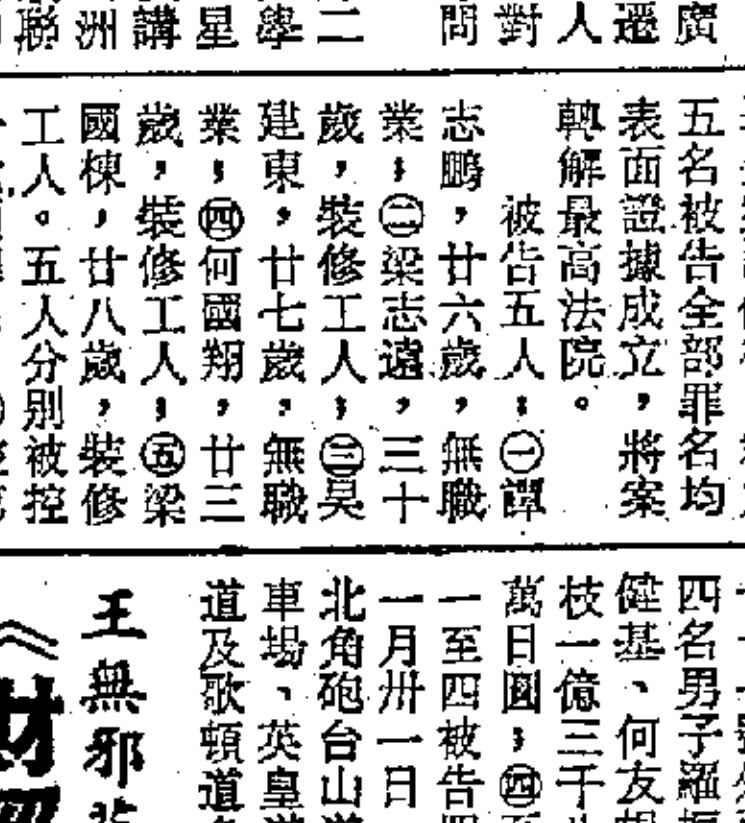 廣
遷
人
對
問
二
學
星
講
洲
聯
五名被告全部罪名均
表面證據成立，將案
轉解最高法院。
被告五人：㊀譚
志鵬，廿六歲，無職
業；㊁梁志遠，三十
歲，裝修工人；㊂吳
建東，廿七歲，無職
業；㊃何國翔，廿三
歲，裝修工人；㊄梁
國棟，廿八歲，裝修
工人。五人分別被控
四名男子羅
健基、何友
枝一億三千
萬日圓；㊃
一至四被告
一月卅一日
北角砲台山道
車場、英皇道
道及歌頓道
王無邪
《財經